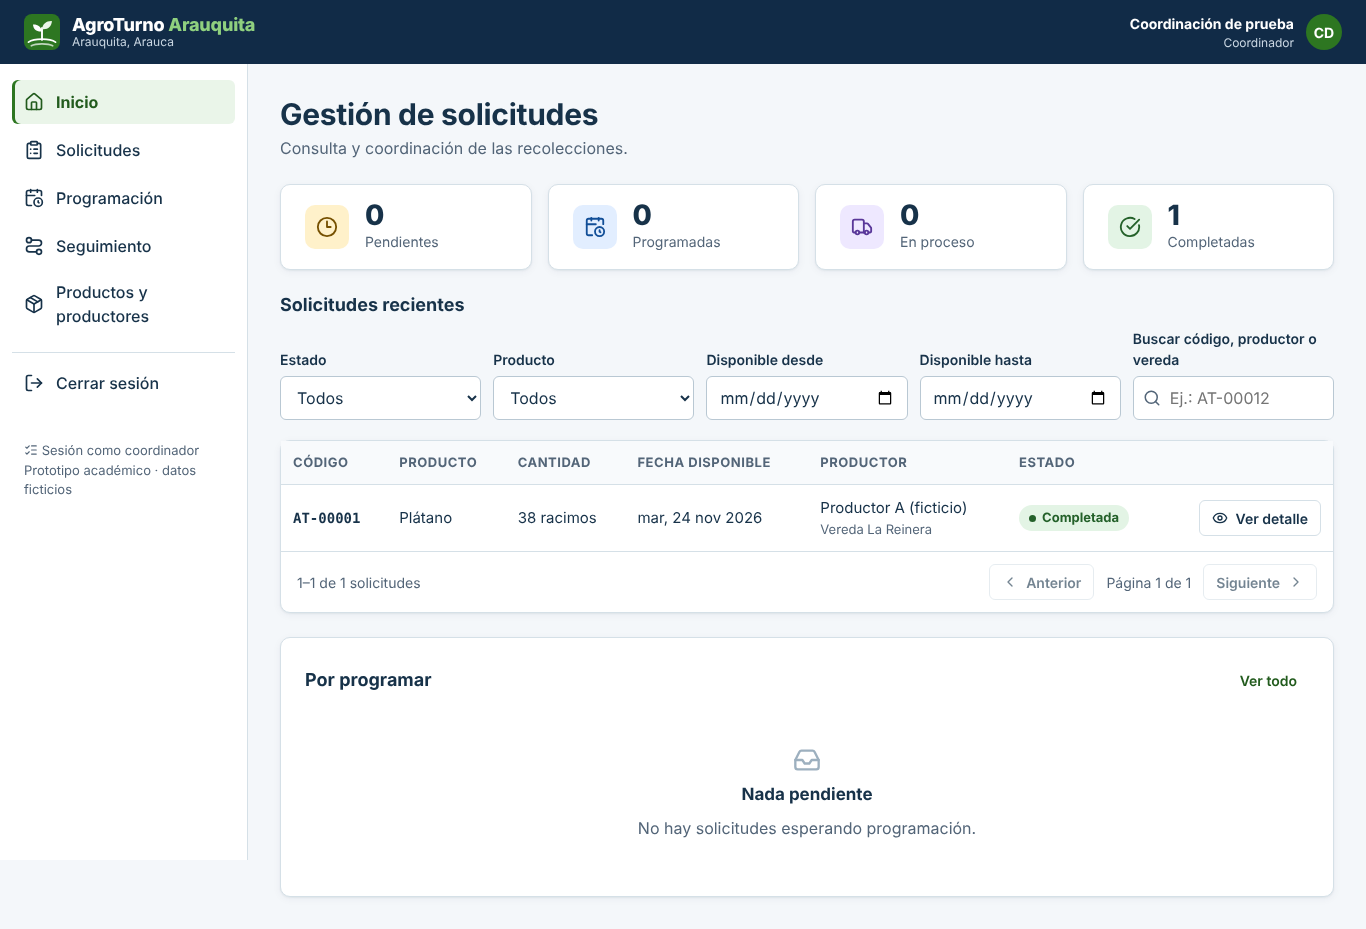 AgroTurno Arauquita
Arauquita, Arauca
Coordinación de prueba
Coordinador
CD
Inicio
Solicitudes
Programación
Seguimiento
Productos y
productores
Cerrar sesión
Sesión como coordinador
Prototipo académico · datos
ficticios
Gestión de solicitudes
Consulta y coordinación de las recolecciones.
0
Pendientes
0
Programadas
0
En proceso
1
Completadas
Solicitudes recientes
Estado
Todos
Producto
Todos
Disponible desde
mm/dd/yyyy
Disponible hasta
mm/dd/yyyy
Buscar código, productor o
vereda
Ej.: AT-00012
CÓDIGO PRODUCTO CANTIDAD FECHA DISPONIBLE PRODUCTOR ESTADO
AT-00001 Plátano 38 racimos mar, 24 nov 2026 Productor A (ficticio) Completada Ver detalle
Vereda La Reinera
1–1 de 1 solicitudes Anterior Página 1 de 1 Siguiente
Por programar Ver todo
Nada pendiente
No hay solicitudes esperando programación.